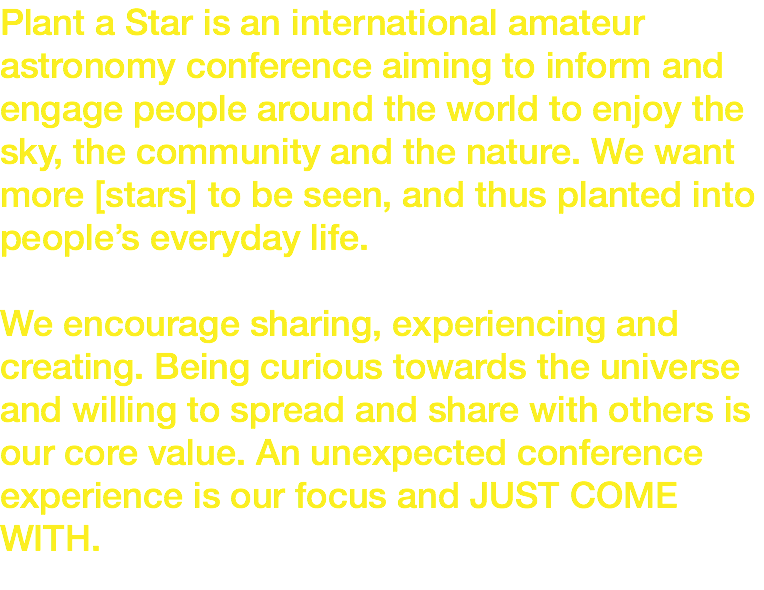 Plant a Star is an international amateur
astronomy conference aiming to inform and
engage people around the world to enjoy the
sky, the community and the nature. We want
more [stars] to be seen, and thus planted into
people’s everyday life.

We encourage sharing, experiencing and
creating. Being curious towards the universe
and willing to spread and share with others is
our core value. An unexpected conference
experience is our focus and JUST COME
WITH.